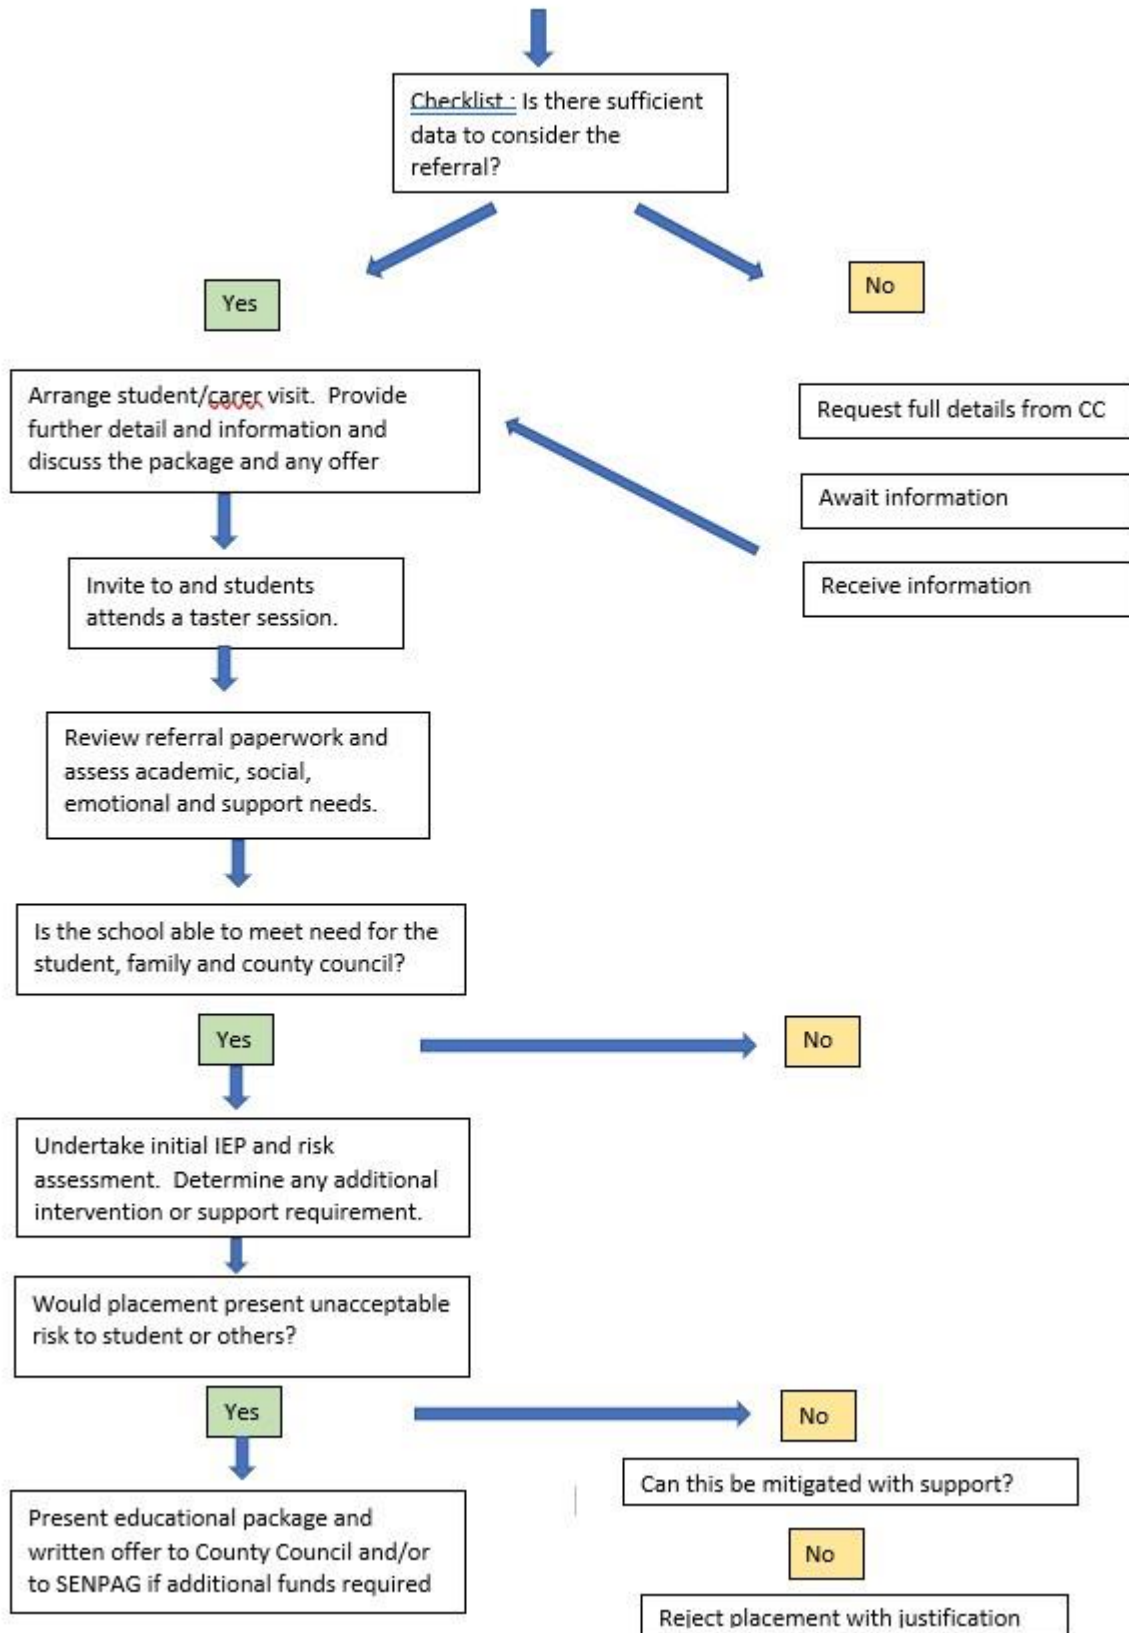 Checklist : Is there sufficient
data to consider the
referral?
Yes
No
Arrange student/carer visit.  Provide
further detail and information and
discuss the package and any offer
Request full details from CC
Await information
Receive information
Invite to and students
attends a taster session.
Review referral paperwork and
assess academic, social,
emotional and support needs.
Is the school able to meet need for the
student, family and county council?
Yes
No
Undertake initial IEP and risk
assessment.  Determine any additional
intervention or support requirement.
Would placement present unacceptable
risk to student or others?
Yes
No
Can this be mitigated with support?
Present educational package and
written offer to County Council and/or
to SENPAG if additional funds required
No
Reject placement with justification